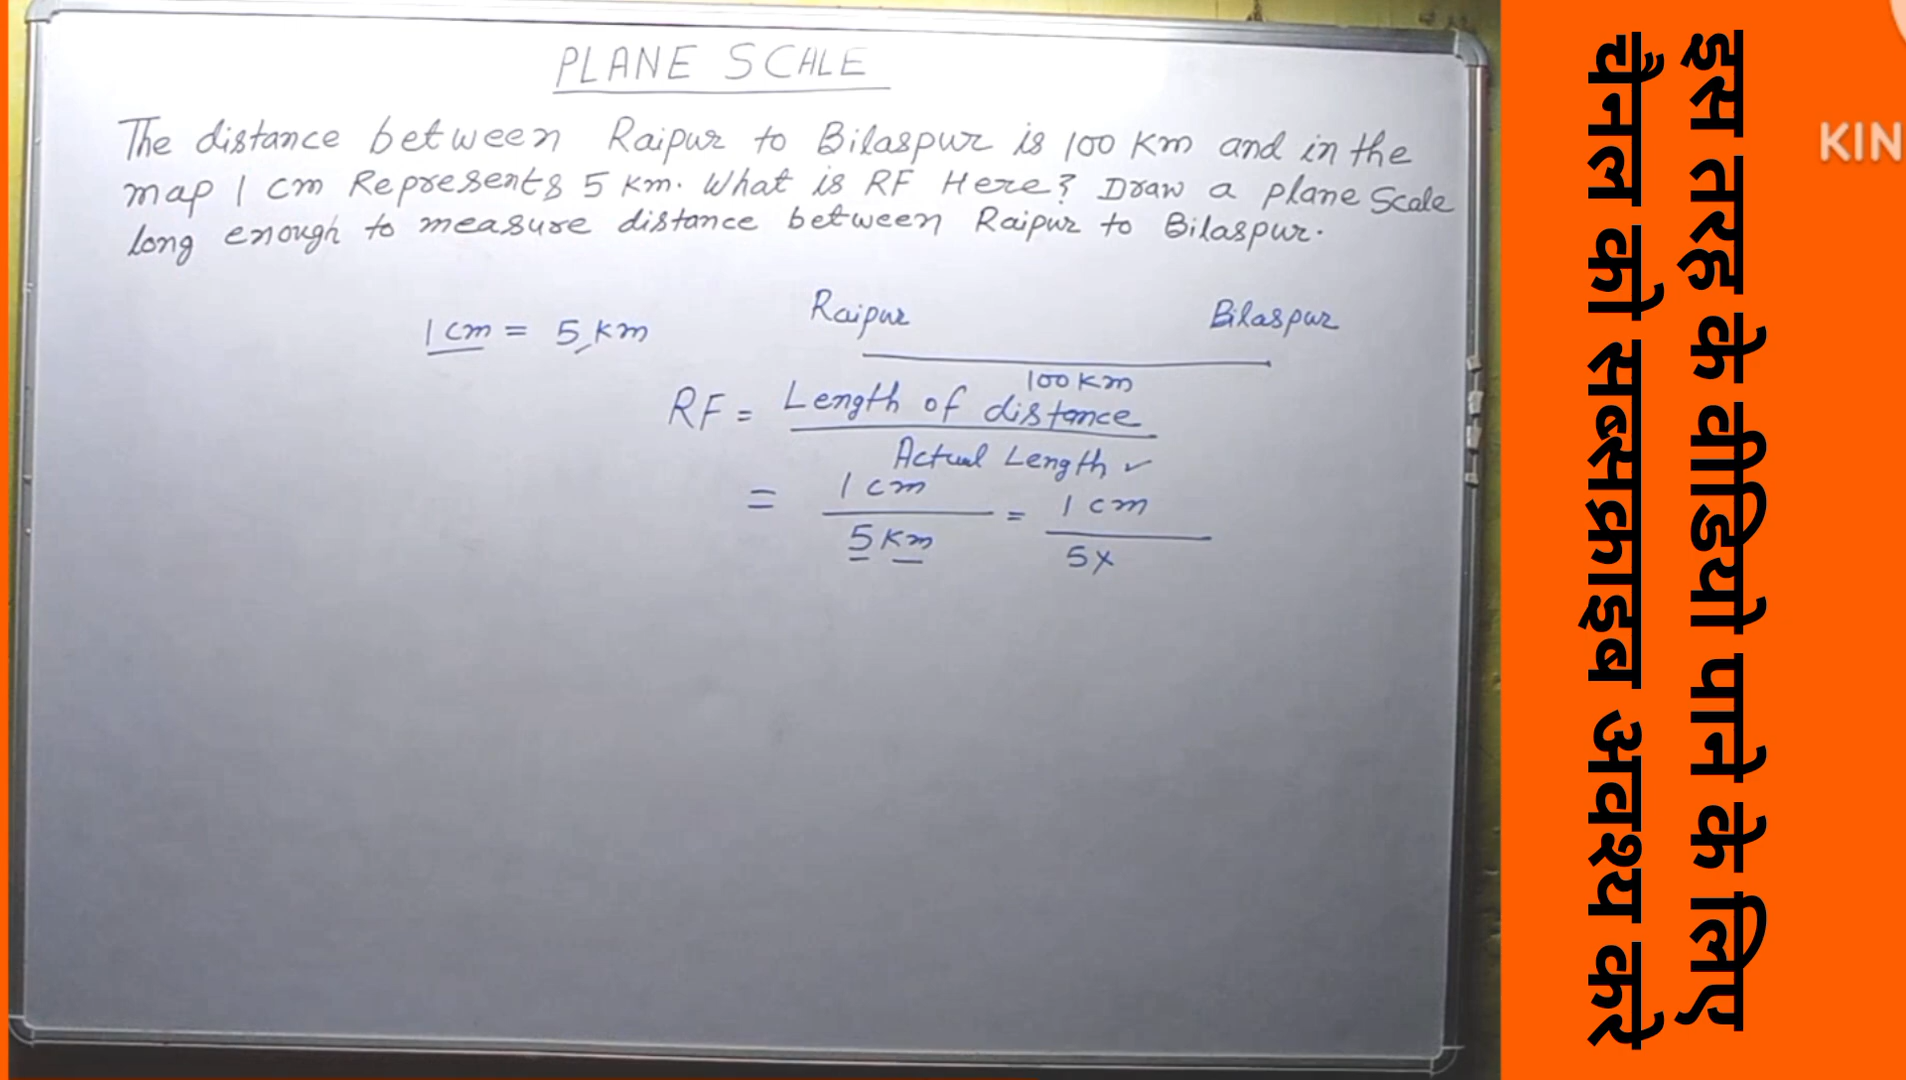 PLANE SCALE
The distance between Raipur to Bilaspur is 100 Km and in the
map 1 cm Represents 5 Km. What is RF Here? Draw a plane Scale
long enough to measure distance between Raipur to Bilaspur.
1 cm = 5 Km
Raipur Bilaspur
100 Km
RF = Length of distance
Actual Length ✓
= 1 cm
5 Km
= 1 cm
5x
इस तरह के वीडियो पाने के लिए
चैनल को सब्सक्राइब अवश्य करे
KIN